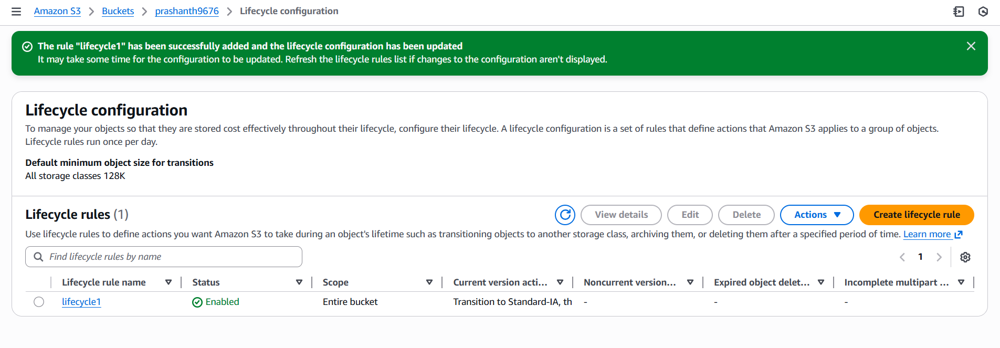 Amazon S3 > Buckets > prashanth9676 > Lifecycle configuration
The rule "lifecycle1" has been successfully added and the lifecycle configuration has been updated
It may take some time for the configuration to be updated. Refresh the lifecycle rules list if changes to the configuration aren't displayed.
Lifecycle configuration
To manage your objects so that they are stored cost effectively throughout their lifecycle, configure their lifecycle. A lifecycle configuration is a set of rules that define actions that Amazon S3 applies to a group of objects.
Lifecycle rules run once per day.
Default minimum object size for transitions
All storage classes 128K
Lifecycle rules (1) View details Edit Delete Actions Create lifecycle rule
Use lifecycle rules to define actions you want Amazon S3 to take during an object's lifetime such as transitioning objects to another storage class, archiving them, or deleting them after a specified period of time. Learn more
Find lifecycle rules by name 1
Lifecycle rule name Status Scope Current version acti... Noncurrent version... Expired object delet... Incomplete multipart ...
lifecycle1 Enabled Entire bucket Transition to Standard-IA, th - - -